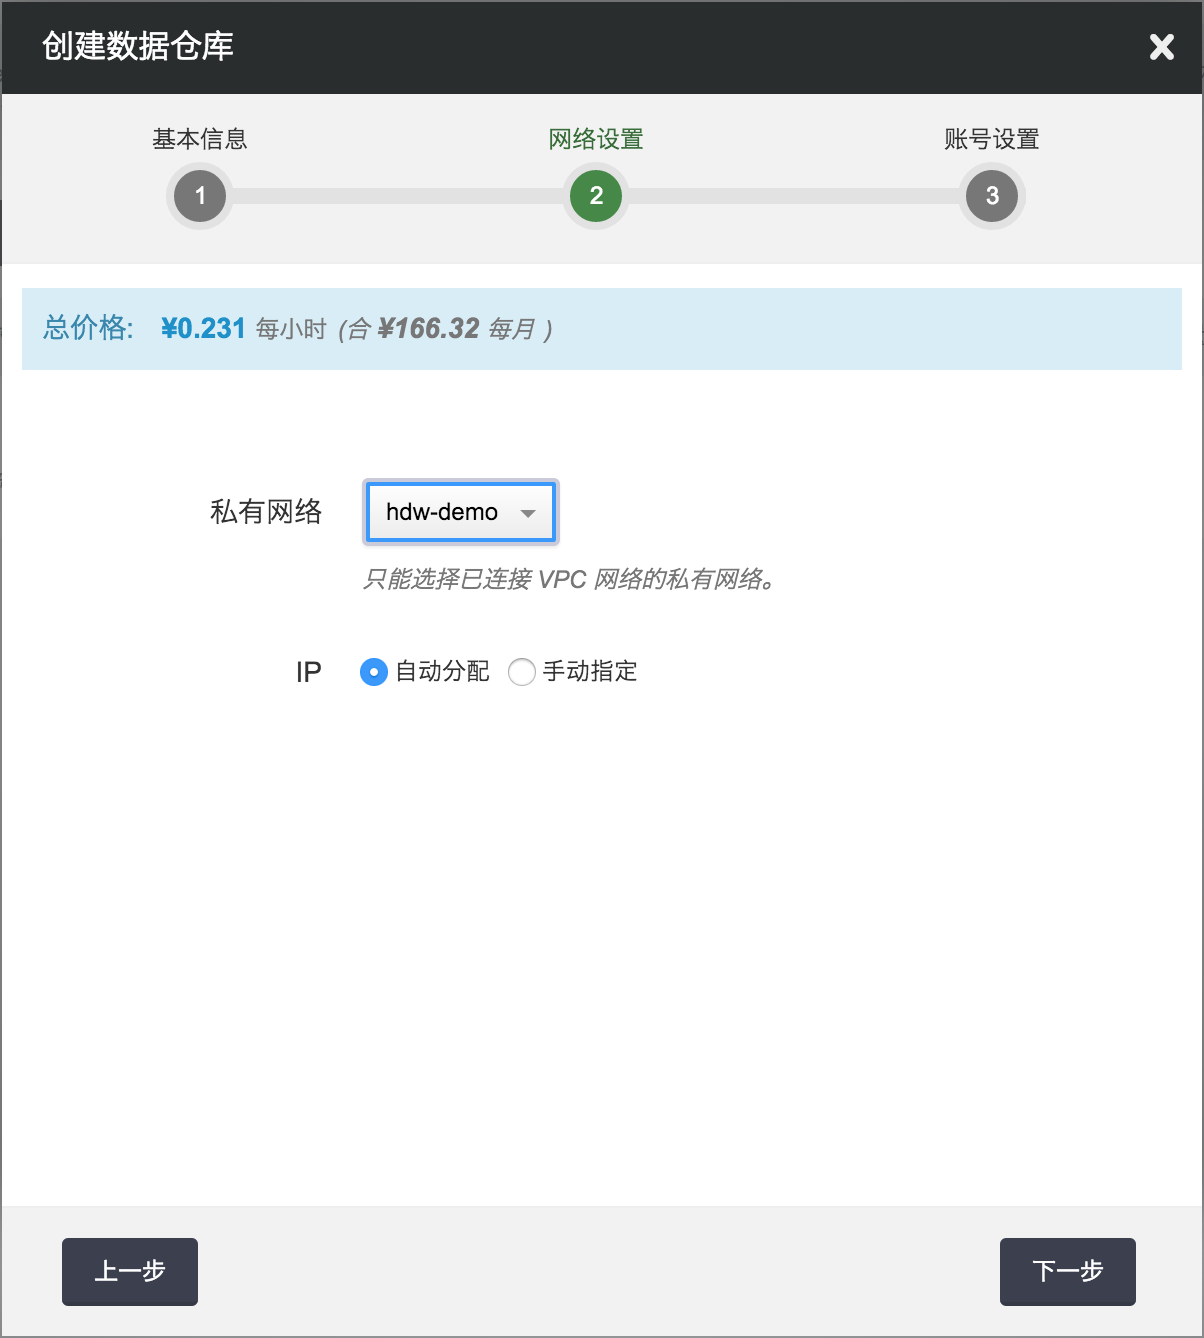 创建数据仓库
基本信息 网络设置 账号设置
1 2 3
总价格: ¥0.231 每小时 (合 ¥166.32 每月 )
私有网络 hdw-demo
只能选择已连接 VPC 网络的私有网络。
IP 自动分配 手动指定
上一步 下一步